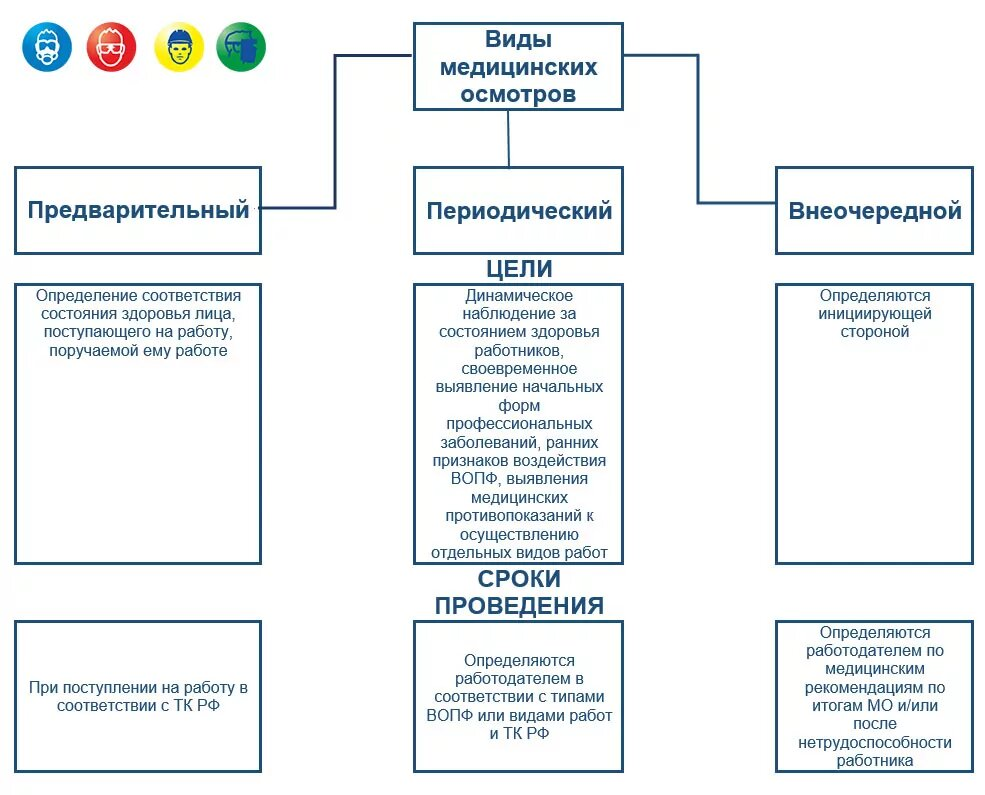 Виды
медицинских
осмотров
Предварительный
Периодический
Внеочередной
ЦЕЛИ
Определение соответствия
состояния здоровья лица,
поступающего на работу,
поручаемой ему работе
Динамическое
наблюдение за
состоянием здоровья
работников,
своевременное
выявление начальных
форм
профессиональных
заболеваний, ранних
признаков воздействия
ВОПФ, выявления
медицинских
противопоказаний к
осуществлению
отдельных видов работ
Определяются
инициирующей
стороной
СРОКИ
ПРОВЕДЕНИЯ
При поступлении на работу в
соответствии с ТК РФ
Определяются
работодателем в
соответствии с типами
ВОПФ или видами работ
и ТК РФ
Определяются
работодателем по
медицинским
рекомендациям по
итогам МО и/или
после
нетрудоспособности
работника